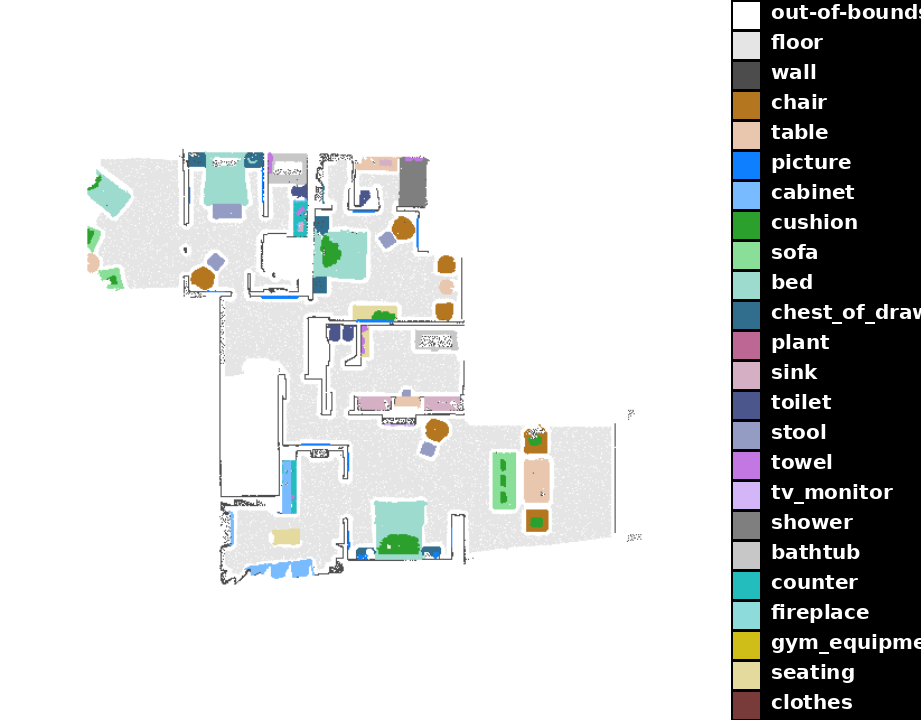 out-of-bounds
floor
wall
chair
table
picture
cabinet
cushion
sofa
bed
chest_of_draw
plant
sink
toilet
stool
towel
tv_monitor
shower
bathtub
counter
fireplace
gym_equipme
seating
clothes